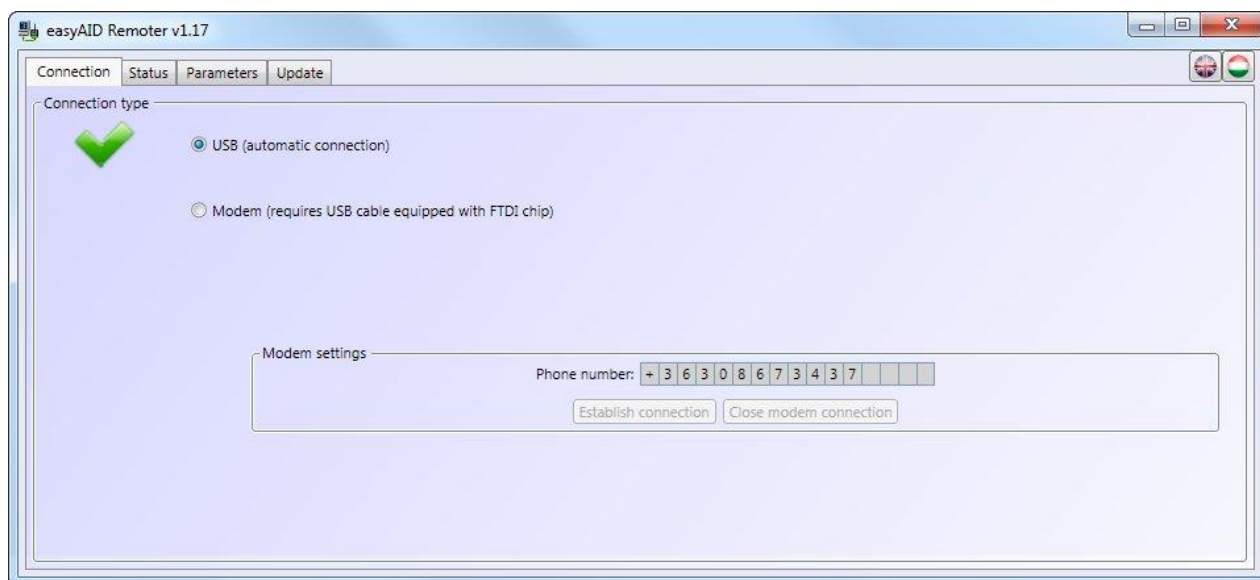 easyAID Remoter v1.17
Connection Status Parameters Update
Connection type
USB (automatic connection)
Modem (requires USB cable equipped with FTDI chip)
Modem settings
Phone number: +36308673437
Establish connection Close modem connection